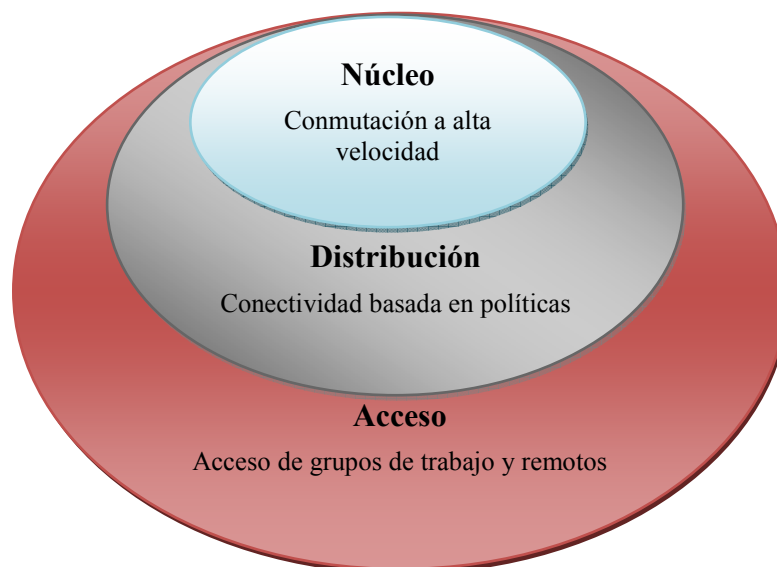 Núcleo
Conmutación a alta
velocidad
Distribución
Conectividad basada en políticas
Acceso
Acceso de grupos de trabajo y remotos